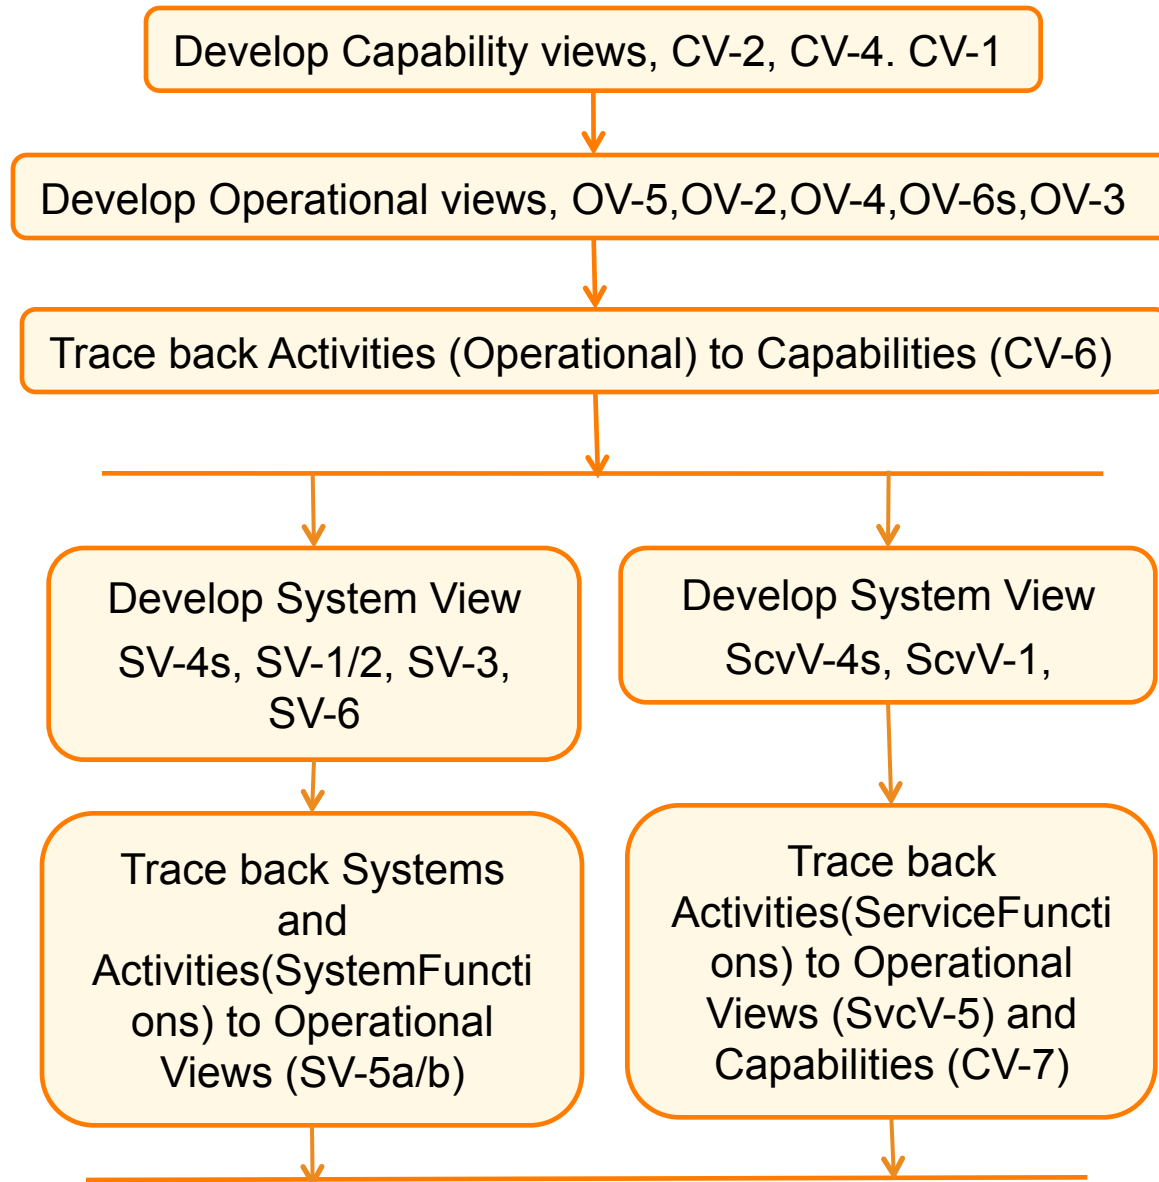 Develop Capability views, CV-2, CV-4. CV-1
Develop Operational views, OV-5,OV-2,OV-4,OV-6s,OV-3
Trace back Activities (Operational) to Capabilities (CV-6)
Develop System View
SV-4s, SV-1/2, SV-3,
SV-6
Develop System View
ScvV-4s, ScvV-1,
Trace back Systems
and
Activities(SystemFuncti
ons) to Operational
Views (SV-5a/b)
Trace back
Activities(ServiceFuncti
ons) to Operational
Views (SvcV-5) and
Capabilities (CV-7)